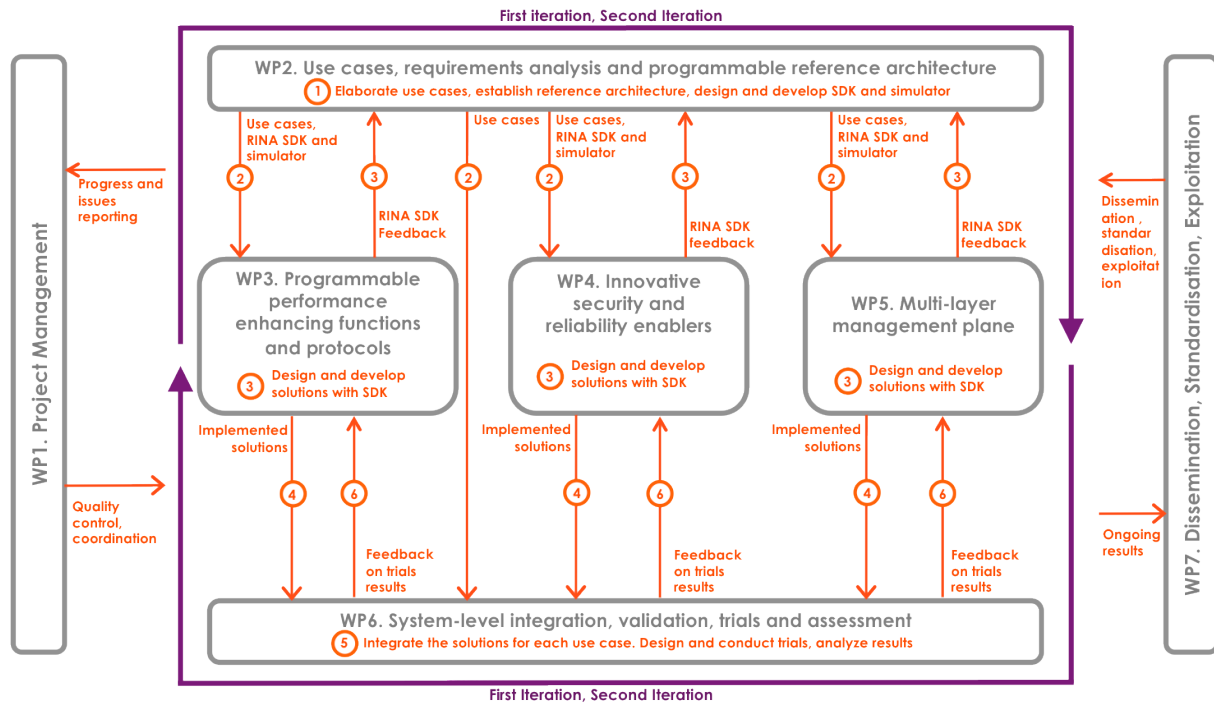 First iteration, Second Iteration
WP2. Use cases, requirements analysis and programmable reference architecture
1 Elaborate use cases, establish reference architecture, design and develop SDK and simulator
Use cases,
RINA SDK and
simulator
2
3
RINA SDK
Feedback
Use cases
2
Use cases,
RINA SDK and
simulator
2
3
RINA SDK
feedback
Use cases,
RINA SDK and
simulator
2
3
RINA SDK
feedback
WP1. Project Management
Progress and
issues
reporting
Quality
control,
coordination
WP3. Programmable
performance
enhancing functions
and protocols
3 Design and develop
solutions with SDK
WP4. Innovative
security and
reliability enablers
3 Design and develop
solutions with SDK
WP5. Multi-layer
management plane
3 Design and develop
solutions with SDK
Implemented
solutions
4
6
Feedback
on trials
results
Implemented
solutions
4
6
Feedback
on trials
results
Implemented
solutions
4
6
Feedback
on trials
results
WP6. System-level integration, validation, trials and assessment
5 Integrate the solutions for each use case. Design and conduct trials, analyze results
First Iteration, Second Iteration
Dissemin
ation ,
standar
disation,
exploitat
ion
Ongoing
results
WP7. Dissemination, Standardisation, Exploitation